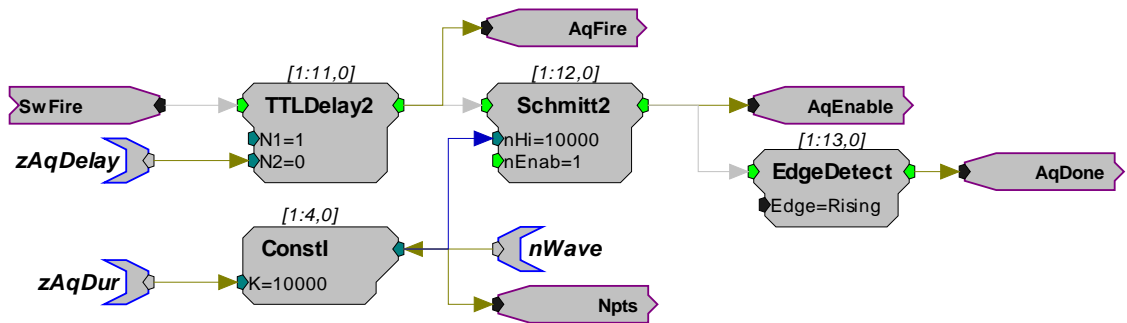 AqFire
[1:11,0]
[1:12,0]
SwFire
TTLDelay2
Schmitt2
AqEnable
N1=1
nHi=10000
[1:13,0]
zAqDelay
N2=0
nEnab=1
EdgeDetect
AqDone
[1:4,0]
Edge=Rising
ConstI
nWave
zAqDur
K=10000
Npts